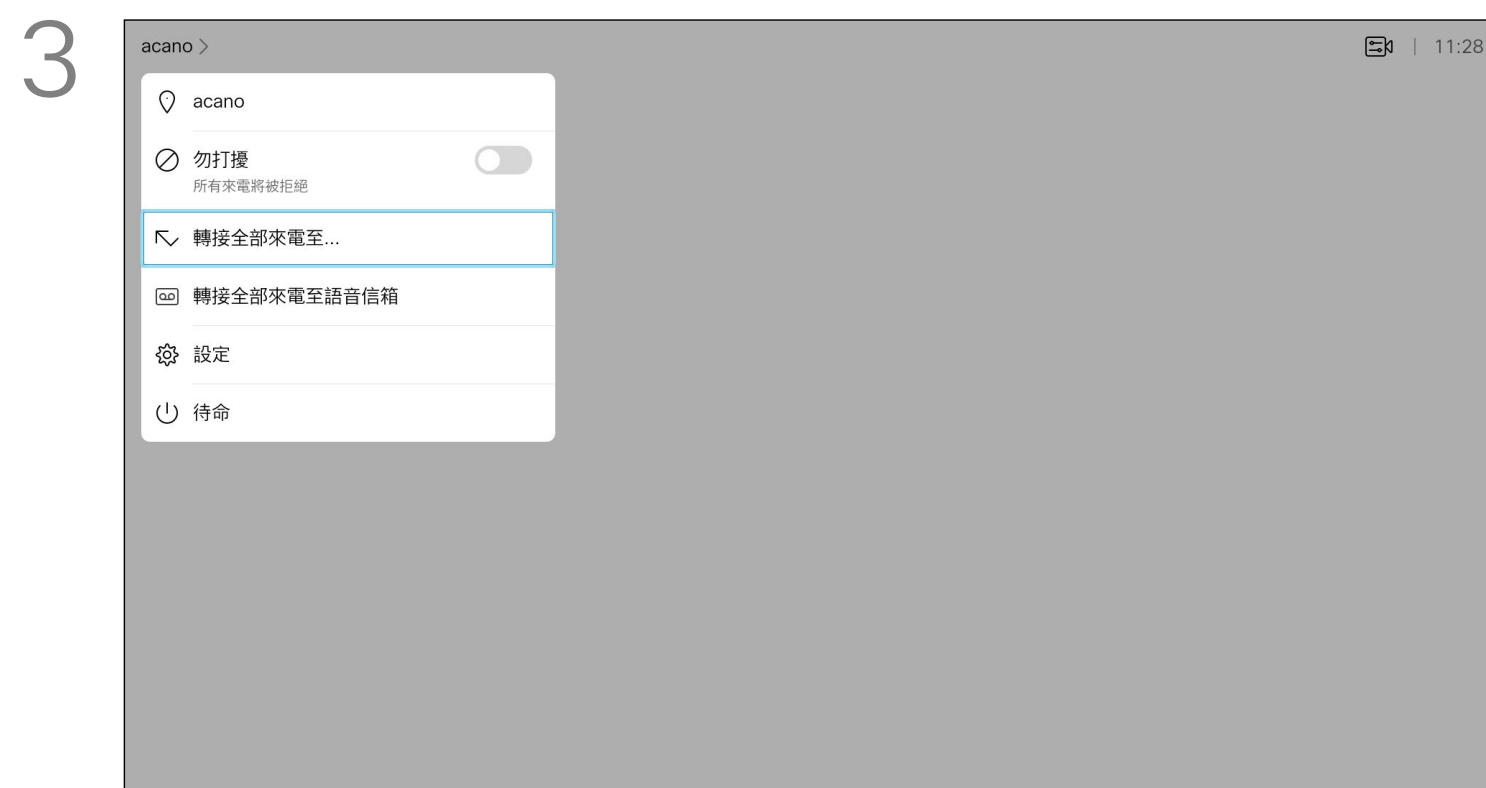 3
acano >
11:28
acano
勿打擾
所有來電將被拒絕
轉接全部來電至...
轉接全部來電至語音信箱
設定
待命